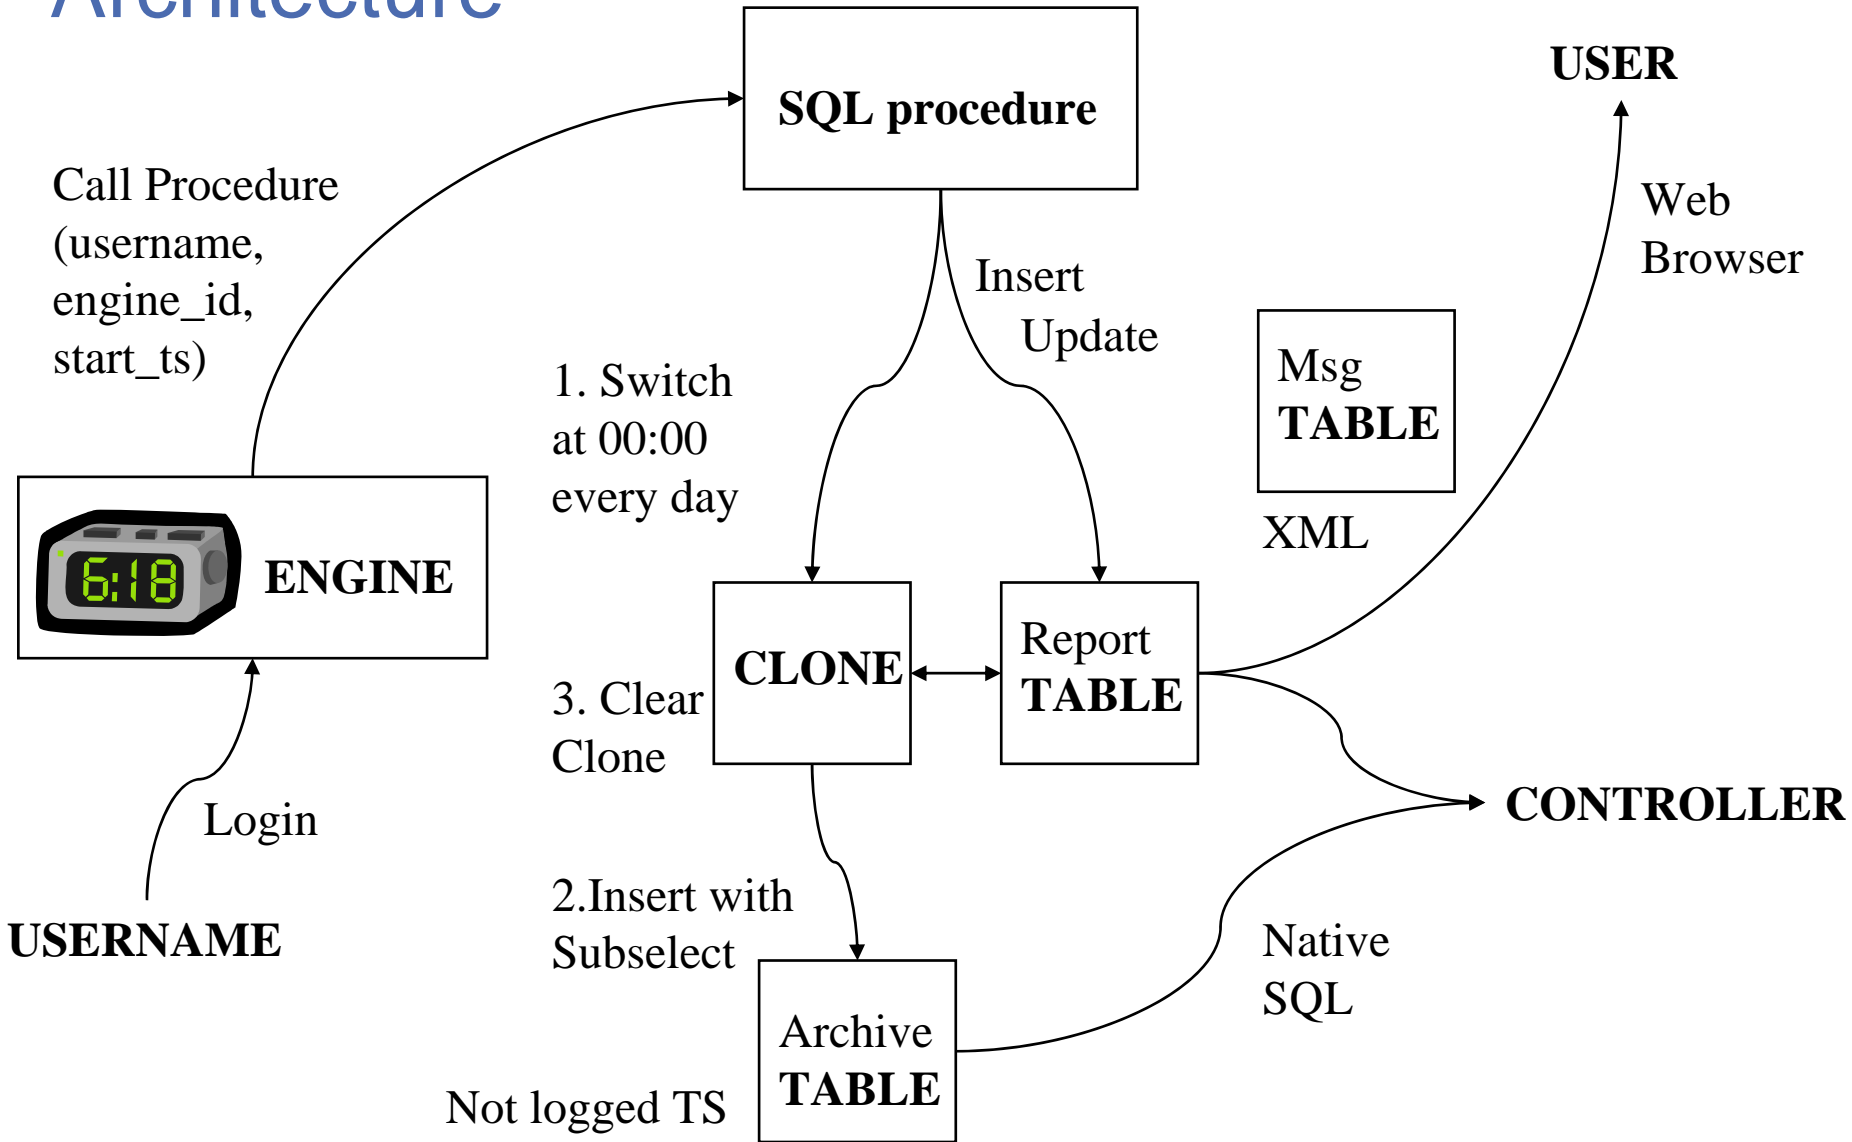 Architecture
SQL procedure
USER
Call Procedure
(username,
engine_id,
start_ts)
Web
Browser
Insert
Update
Msg
TABLE
1. Switch
at 00:00
every day
XML
6:18
ENGINE
CLONE
Report
TABLE
3. Clear
Clone
Login
CONTROLLER
2.Insert with
Subselect
USERNAME
Native
SQL
Archive
TABLE
Not logged TS